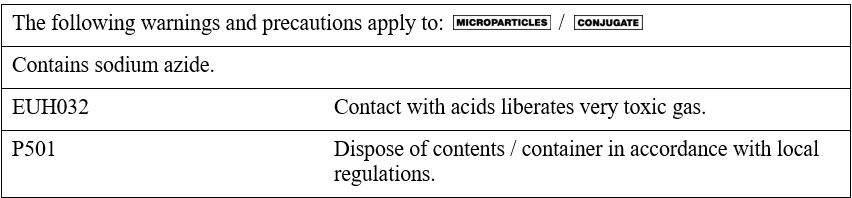 The following warnings and precautions apply to: MICROPARTICLES / CONJUGATE
Contains sodium azide.
EUH032 Contact with acids liberates very toxic gas.
P501 Dispose of contents / container in accordance with local
regulations.